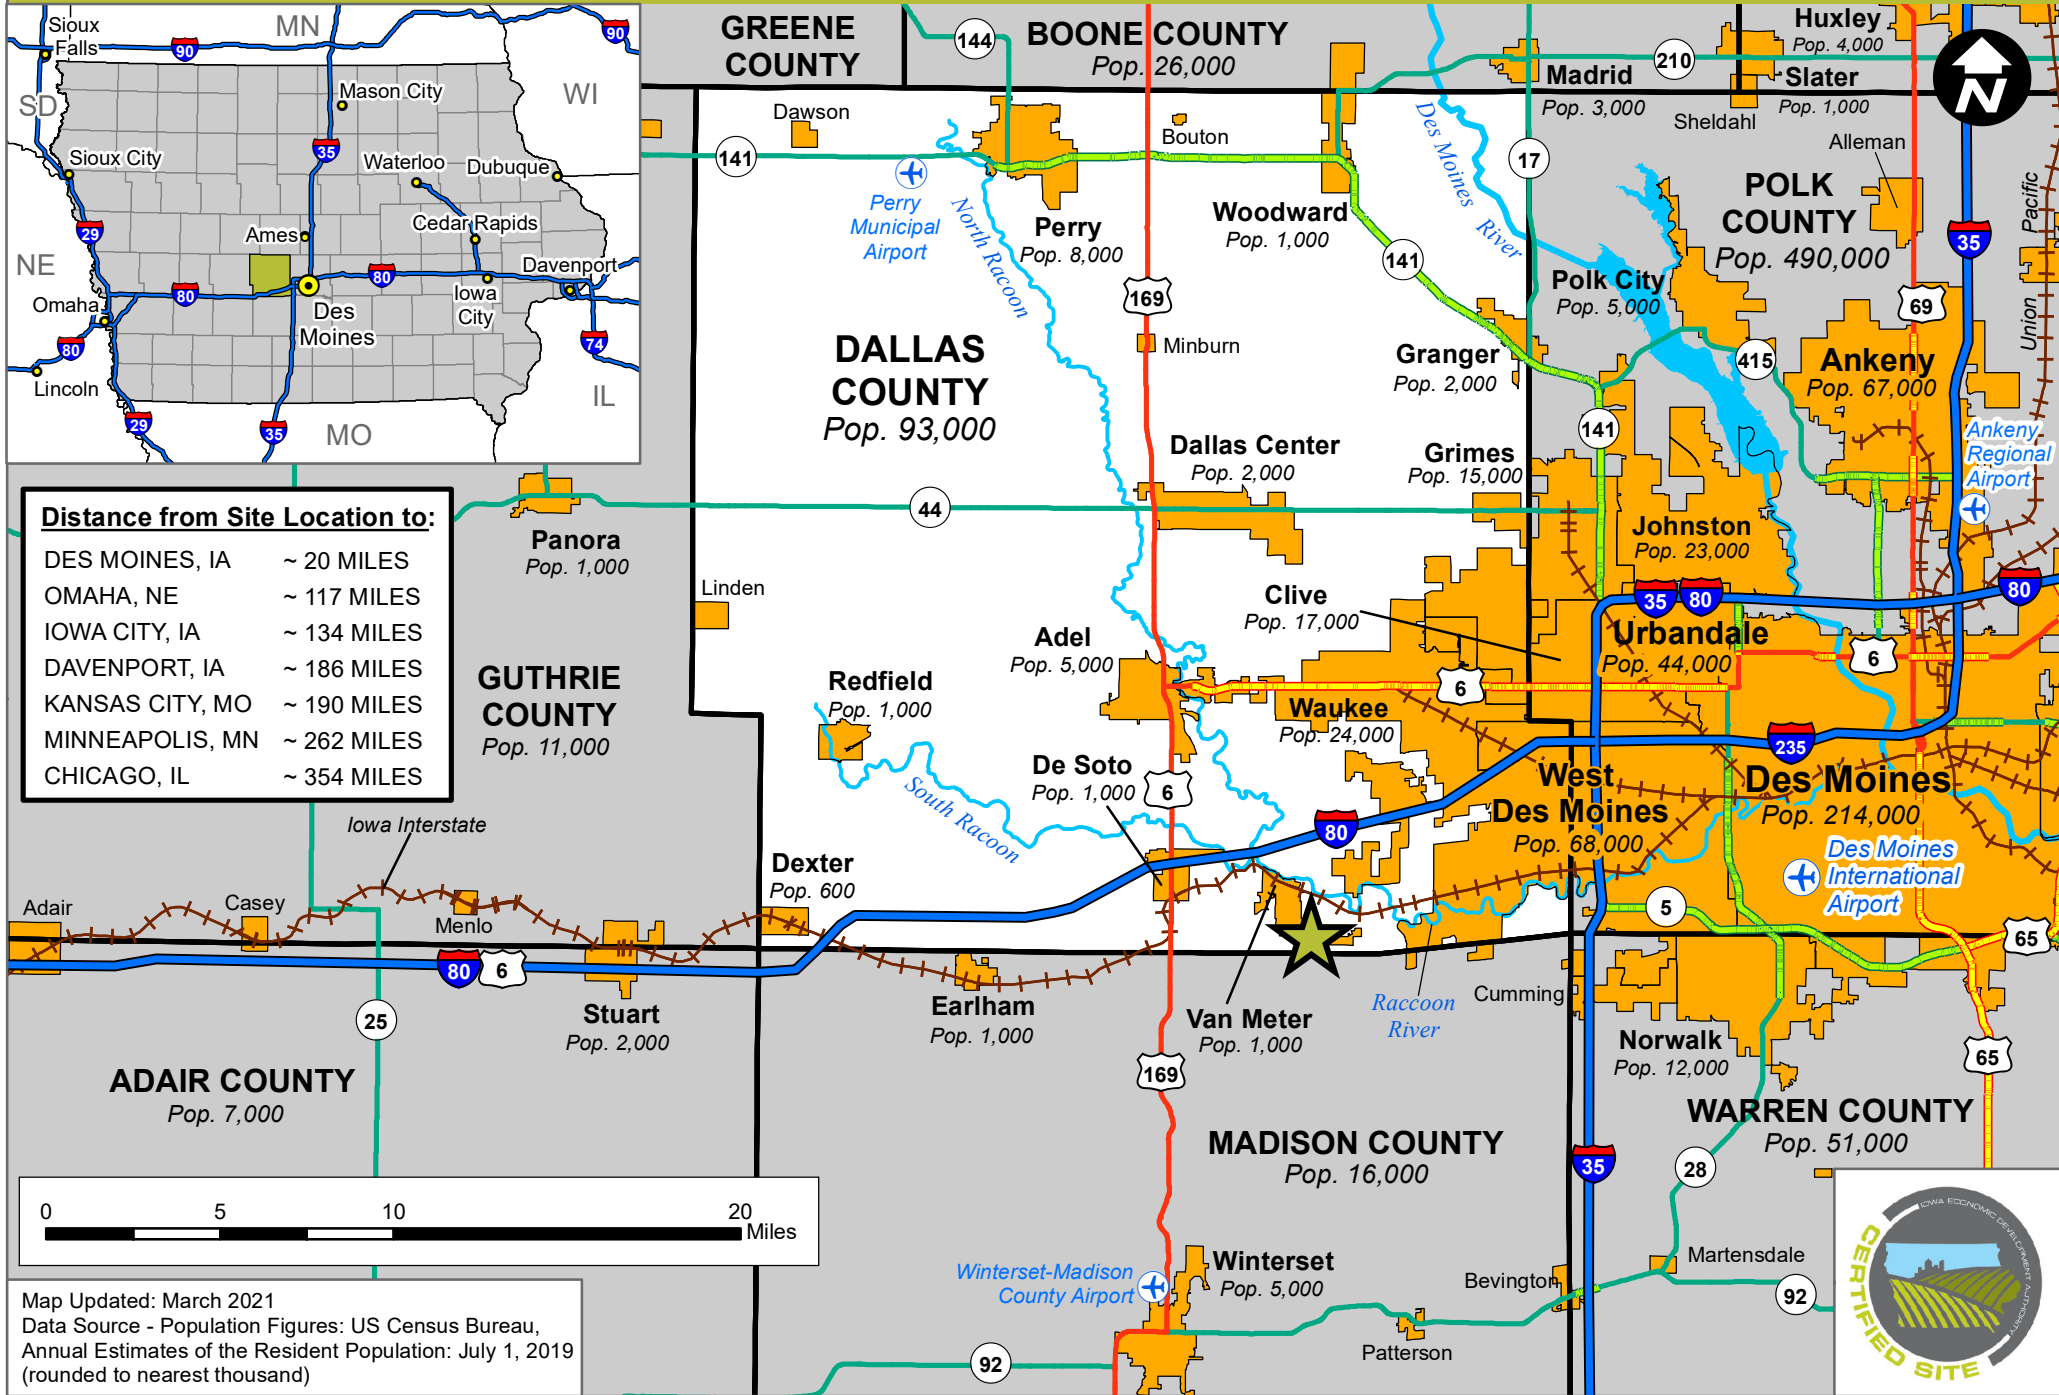 Sioux
Falls
MN
90
90
SD
WI
Mason City
35
Sioux City
Waterloo
Dubuque
29
Ames
Cedar Rapids
NE
80
80
Davenport
Omaha
Iowa
City
Des
Moines
80
74
Lincoln
IL
29
35
MO
GREENE
COUNTY
144
BOONE COUNTY
Pop. 26,000
Huxley
Pop. 4,000
210
Madrid
Pop. 3,000
Slater
Pop. 1,000
Sheldahl
N
Dawson
Bouton
Alleman
141
17
Des Moines River
Perry
Municipal
Airport
North Racoon
Perry
Pop. 8,000
Woodward
Pop. 1,000
POLK
COUNTY
Pop. 490,000
35
Union Pacific
141
169
Polk City
Pop. 5,000
69
DALLAS
COUNTY
Pop. 93,000
Minburn
Granger
Pop. 2,000
415
Ankeny
Pop. 67,000
141
Dallas Center
Pop. 2,000
Grimes
Pop. 15,000
Ankeny
Regional
Airport
44
Panora
Pop. 1,000
Johnston
Pop. 23,000
Distance from Site Location to:
DES MOINES, IA ~ 20 MILES
OMAHA, NE ~ 117 MILES
IOWA CITY, IA ~ 134 MILES
DAVENPORT, IA ~ 186 MILES
KANSAS CITY, MO ~ 190 MILES
MINNEAPOLIS, MN ~ 262 MILES
CHICAGO, IL ~ 354 MILES
Linden
Clive
Pop. 17,000
35
80
80
Adel
Pop. 5,000
Urbandale
Pop. 44,000
6
GUTHRIE
COUNTY
Pop. 11,000
Redfield
Pop. 1,000
6
Waukee
Pop. 24,000
235
De Soto
Pop. 1,000
6
West
Des Moines
Pop. 68,000
Des Moines
Pop. 214,000
South Racoon
80
Iowa Interstate
Dexter
Pop. 600
Des Moines
International
Airport
Adair
Casey
Menlo
5
65
80
6
Stuart
Pop. 2,000
Earlham
Pop. 1,000
Van Meter
Pop. 1,000
Raccoon
River
Cumming
25
Norwalk
Pop. 12,000
65
169
ADAIR COUNTY
Pop. 7,000
MADISON COUNTY
Pop. 16,000
WARREN COUNTY
Pop. 51,000
35
28
0 5 10 20
Miles
Winterset-Madison
County Airport
Winterset
Pop. 5,000
Bevington
Martensdale
92
Patterson
92
Map Updated: March 2021
Data Source - Population Figures: US Census Bureau,
Annual Estimates of the Resident Population: July 1, 2019
(rounded to nearest thousand)
IOWA ECONOMIC DEVELOPMENT AUTHORITY
CERTIFIED SITE